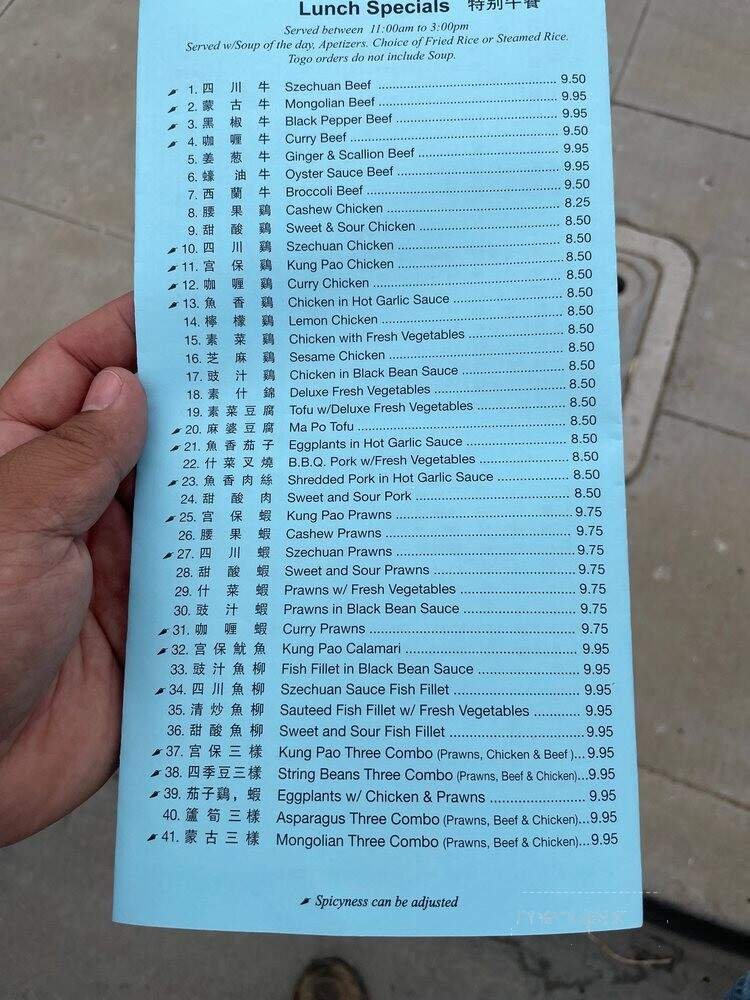 Lunch Specials 特别午餐
Served between 11:00am to 3:00pm
Served w/Soup of the day, Apetizers. Choice of Fried Rice or Steamed Rice.
Togo orders do not include Soup.
1. 四川牛 Szechuan Beef 9.50
2. 蒙古牛 Mongolian Beef 9.95
3. 黑椒牛 Black Pepper Beef 9.95
4. 咖喱牛 Curry Beef 9.50
5. 姜葱牛 Ginger & Scallion Beef 9.95
6. 蠔油牛 Oyster Sauce Beef 9.95
7. 西蘭牛 Broccoli Beef 9.50
8. 腰果鷄 Cashew Chicken 8.25
9. 甜酸鷄 Sweet & Sour Chicken 8.50
10. 四川鷄 Szechuan Chicken 8.50
11. 宫保鷄 Kung Pao Chicken 8.50
12. 咖喱鷄 Curry Chicken 8.50
13. 魚香鷄 Chicken in Hot Garlic Sauce 8.50
14. 檸檬鷄 Lemon Chicken 8.50
15. 素菜鷄 Chicken with Fresh Vegetables 8.50
16. 芝麻鷄 Sesame Chicken 8.50
17. 豉汁鷄 Chicken in Black Bean Sauce 8.50
18. 素什錦 Deluxe Fresh Vegetables 8.50
19. 素菜豆腐 Tofu w/Deluxe Fresh Vegetables 8.50
20. 麻婆豆腐 Ma Po Tofu 8.50
21. 魚香茄子 Eggplants in Hot Garlic Sauce 8.50
22. 什菜叉燒 B.B.Q. Pork w/Fresh Vegetables 8.50
23. 魚香肉絲 Shredded Pork in Hot Garlic Sauce 8.50
24. 甜酸肉 Sweet and Sour Pork 8.50
25. 宫保蝦 Kung Pao Prawns 9.75
26. 腰果蝦 Cashew Prawns 9.75
27. 四川蝦 Szechuan Prawns 9.75
28. 甜酸蝦 Sweet and Sour Prawns 9.75
29. 什菜蝦 Prawns w/ Fresh Vegetables 9.75
30. 豉汁蝦 Prawns in Black Bean Sauce 9.75
31. 咖喱蝦 Curry Prawns 9.75
32. 宫保魷魚 Kung Pao Calamari 9.95
33. 豉汁魚柳 Fish Fillet in Black Bean Sauce 9.95
34. 四川魚柳 Szechuan Sauce Fish Fillet 9.95
35. 清炒魚柳 Sauteed Fish Fillet w/ Fresh Vegetables 9.95
36. 甜酸魚柳 Sweet and Sour Fish Fillet 9.95
37. 宫保三樣 Kung Pao Three Combo (Prawns, Chicken & Beef )...9.95
38. 四季豆三樣 String Beans Three Combo (Prawns, Beef & Chicken)...9.95
39. 茄子鷄，蝦 Eggplants w/ Chicken & Prawns 9.95
40. 蘆筍三樣 Asparagus Three Combo (Prawns, Beef & Chicken)...9.95
41. 蒙古三樣 Mongolian Three Combo (Prawns, Beef & Chicken)...9.95
Spicyness can be adjusted